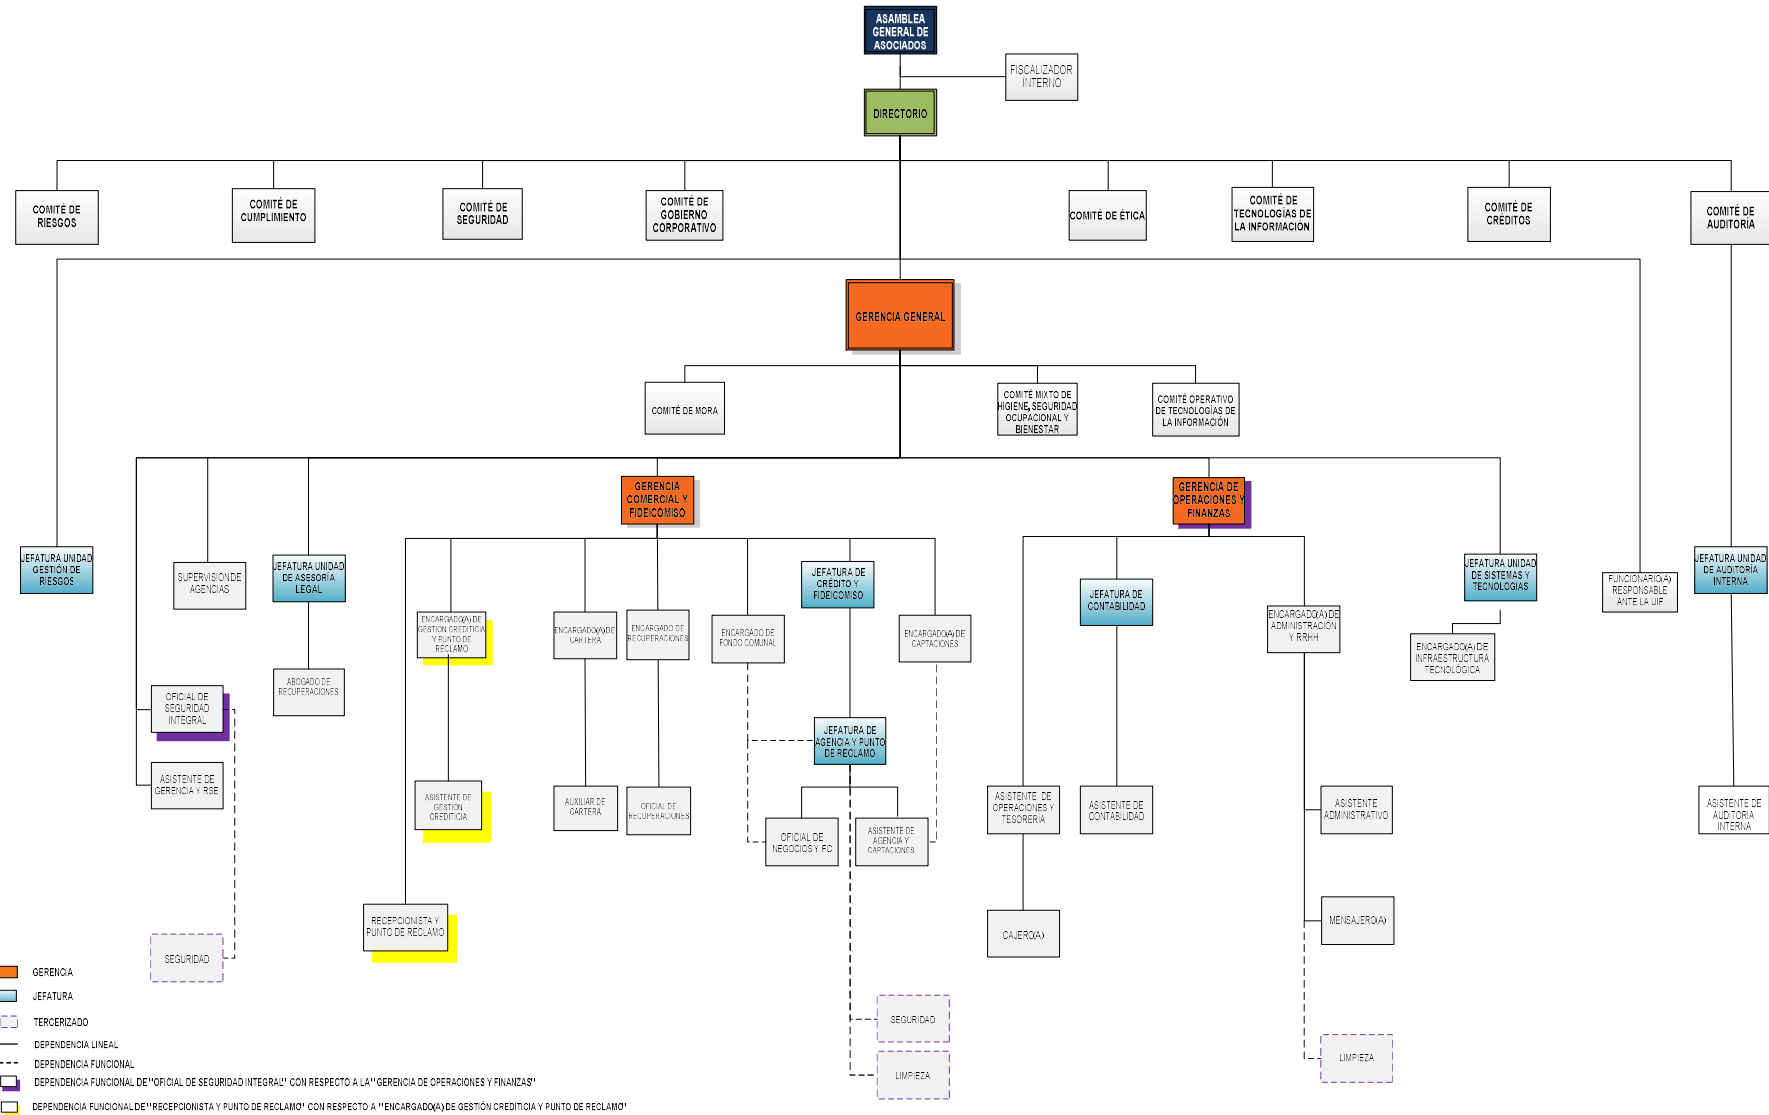 ASAMBLEA
GENERAL DE
ASOCIADOS
FISCALIZADOR
INTERNO
DIRECTORIO
COMITÉ DE
RIESGOS
COMITÉ DE
CUMPLIMIENTO
COMITÉ DE
SEGURIDAD
COMITÉ DE
GOBIERNO
CORPORATIVO
COMITÉ DE ÉTICA
COMITÉ DE
TECNOLOGÍAS DE
LA INFORMACIÓN
COMITÉ DE
CRÉDITOS
COMITÉ DE
AUDITORÍA
GERENCIA GENERAL
COMITÉ DE MORA
COMITÉ MIXTO DE
HIGIENE, SEGURIDAD
OCUPACIONAL Y
BIENESTAR
COMITÉ OPERATIVO
DE TECNOLOGÍAS DE
LA INFORMACIÓN
GERENCIA
COMERCIAL Y
FIDEICOMISO
GERENCIA DE
OPERACIONES Y
FINANZAS
JEFATURA UNIDAD
GESTIÓN DE
RIESGOS
SUPERVISION DE
AGENCIAS
JEFATURA UNIDAD
DE ASESORÍA
LEGAL
JEFATURA DE
CRÉDITO Y
FIDEICOMISO
JEFATURA DE
CONTABILIDAD
JEFATURA UNIDAD
DE SISTEMAS Y
TECNOLOGÍAS
FUNCIONARIO(A)
RESPONSABLE
ANTE LA UIF
JEFATURA UNIDAD
DE AUDITORÍA
INTERNA
ENCARGADO(A) DE
GESTIÓN CREDITICIA
Y PUNTO DE
RECLAMO
ENCARGADO(A) DE
CARTERA
ENCARGADO DE
RECUPERACIONES
ENCARGADO DE
FONDO COMUNAL
ENCARGADO(A) DE
CAPTACIONES
ENCARGADO(A) DE
ADMINISTRACIÓN
Y RRHH
ENCARGADO(A) DE
INFRAESTRUCTURA
TECNOLÓGICA
OFICIAL DE
SEGURIDAD
INTEGRAL
ABOGADO DE
RECUPERACIONES
JEFATURA DE
AGENCIA Y PUNTO
DE RECLAMO
ASISTENTE DE
GERENCIA Y RSE
ASISTENTE DE
GESTION
CREDITICIA
AUXILIAR DE
CARTERA
OFICIAL DE
RECUPERACIONES
OFICIAL DE
NEGOCIOS Y FC
ASISTENTE DE
AGENCIA Y
CAPTACIONES
ASISTENTE DE
OPERACIONES Y
TESORERÍA
ASISTENTE DE
CONTABILIDAD
ASISTENTE
ADMINISTRATIVO
ASISTENTE DE
AUDITORIA
INTERNA
RECEPCIONISTA Y
PUNTO DE RECLAMO
CAJERO(A)
MENSAJERO(A)
SEGURIDAD
SEGURIDAD
LIMPIEZA
LIMPIEZA
GERENCIA
JEFATURA
TERCERIZADO
DEPENDENCIA LINEAL
DEPENDENCIA FUNCIONAL
DEPENDENCIA FUNCIONAL DE "OFICIAL DE SEGURIDAD INTEGRAL" CON RESPECTO A LA "GERENCIA DE OPERACIONES Y FINANZAS"
DEPENDENCIA FUNCIONAL DE "RECEPCIONISTA Y PUNTO DE RECLAMO" CON RESPECTO A "ENCARGADO(A) DE GESTIÓN CREDITICIA Y PUNTO DE RECLAMO"